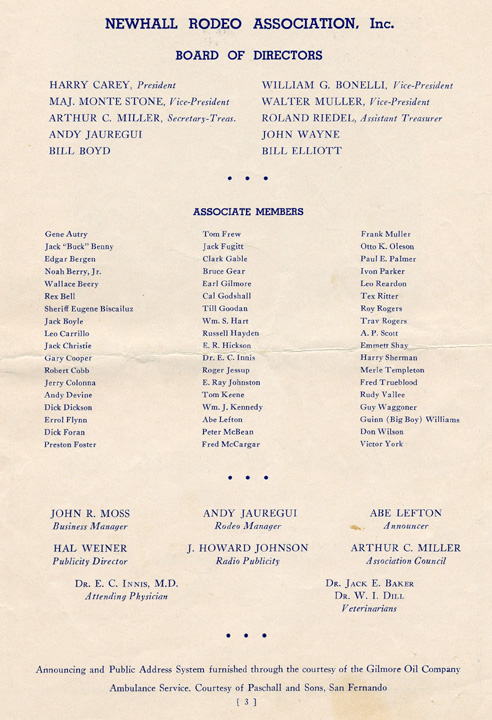 NEWHALL RODEO ASSOCIATION, Inc.
BOARD OF DIRECTORS
HARRY CAREY, President
MAJ. MONTE STONE, Vice-President
ARTHUR C. MILLER, Secretary-Treas.
ANDY JAUREGUI
BILL BOYD
WILLIAM G. BONELLI, Vice-President
WALTER MULLER, Vice-President
ROLAND RIEDEL, Assistant Treasurer
JOHN WAYNE
BILL ELLIOTT
• • •
ASSOCIATE MEMBERS
Gene Autry
Jack "Buck" Benny
Edgar Bergen
Noah Berry, Jr.
Wallace Beery
Rex Bell
Sheriff Eugene Biscailuz
Jack Boyle
Leo Carrillo
Jack Christie
Gary Cooper
Robert Cobb
Jerry Colonna
Andy Devine
Dick Dickson
Errol Flynn
Dick Foran
Preston Foster
Tom Frew
Jack Fugitt
Clark Gable
Bruce Gear
Earl Gilmore
Cal Godshall
Till Goodan
Wm. S. Hart
Russell Hayden
E. R. Hickson
Dr. E. C. Innis
Roger Jessup
E. Ray Johnston
Tom Keene
Wm. J. Kennedy
Abe Lefton
Peter McBean
Fred McCargar
Frank Muller
Otto K. Oleson
Paul E. Palmer
Ivon Parker
Leo Reardon
Tex Ritter
Roy Rogers
Trav Rogers
A. P. Scott
Emmett Shay
Harry Sherman
Merle Templeton
Fred Trueblood
Rudy Vallee
Guy Waggoner
Guinn (Big Boy) Williams
Don Wilson
Victor York
• • •
JOHN R. MOSS
Business Manager
ANDY JAUREGUI
Rodeo Manager
ABE LEFTON
Announcer
HAL WEINER
Publicity Director
J. HOWARD JOHNSON
Radio Publicity
ARTHUR C. MILLER
Association Council
DR. E. C. INNIS, M.D.
Attending Physician
DR. JACK E. BAKER
DR. W. I. DILL
Veterinarians
• • •
Announcing and Public Address System furnished through the courtesy of the Gilmore Oil Company
Ambulance Service. Courtesy of Paschall and Sons, San Fernando
[ 3 ]